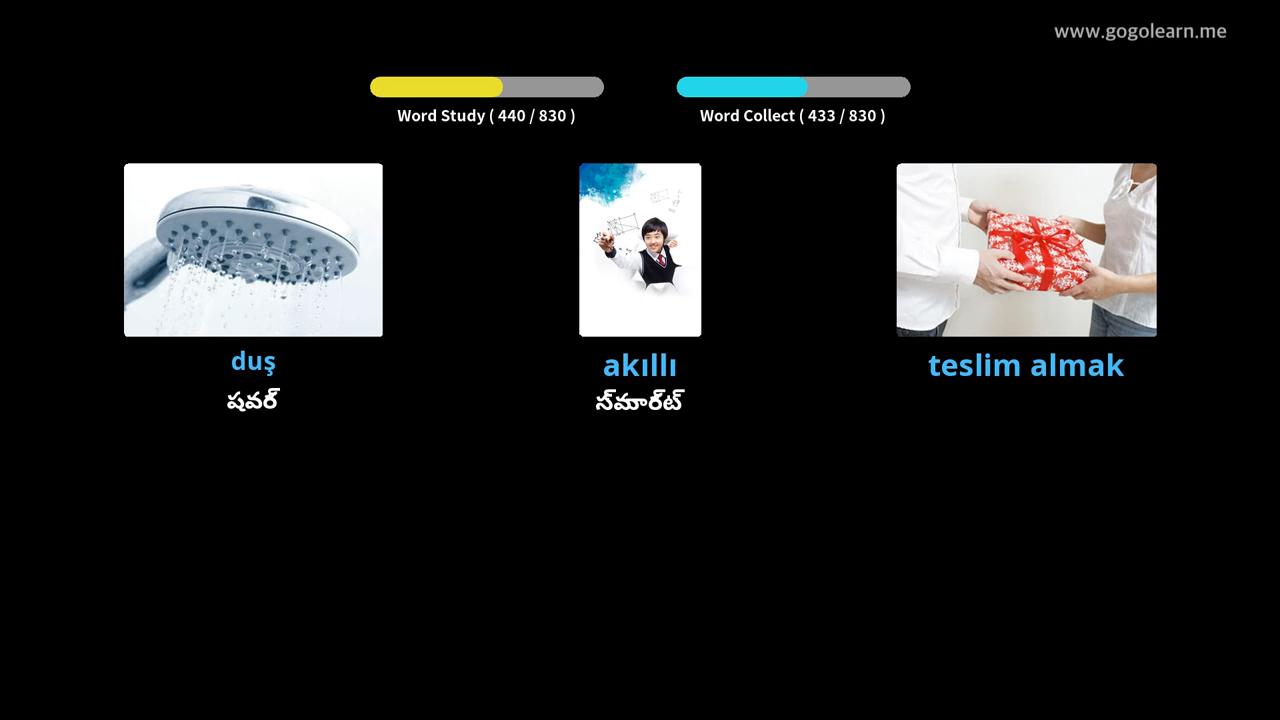 www.gogolearn.me
Word Study ( 440 / 830 )
Word Collect ( 433 / 830 )
duş
షవర్
akıllı
స్‌మార్‌ట్
teslim almak